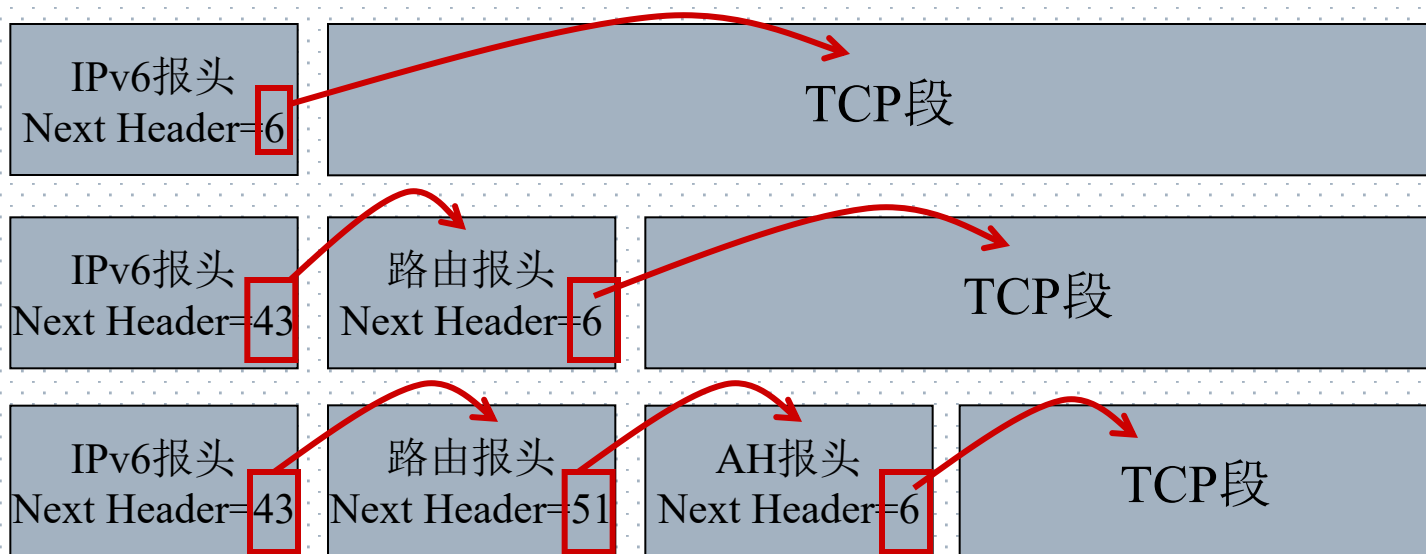 IPv6报头
Next Header=6
TCP段
IPv6报头
Next Header=43
路由报头
Next Header=6
TCP段
IPv6报头
Next Header=43
路由报头
Next Header=51
AH报头
Next Header=6
TCP段